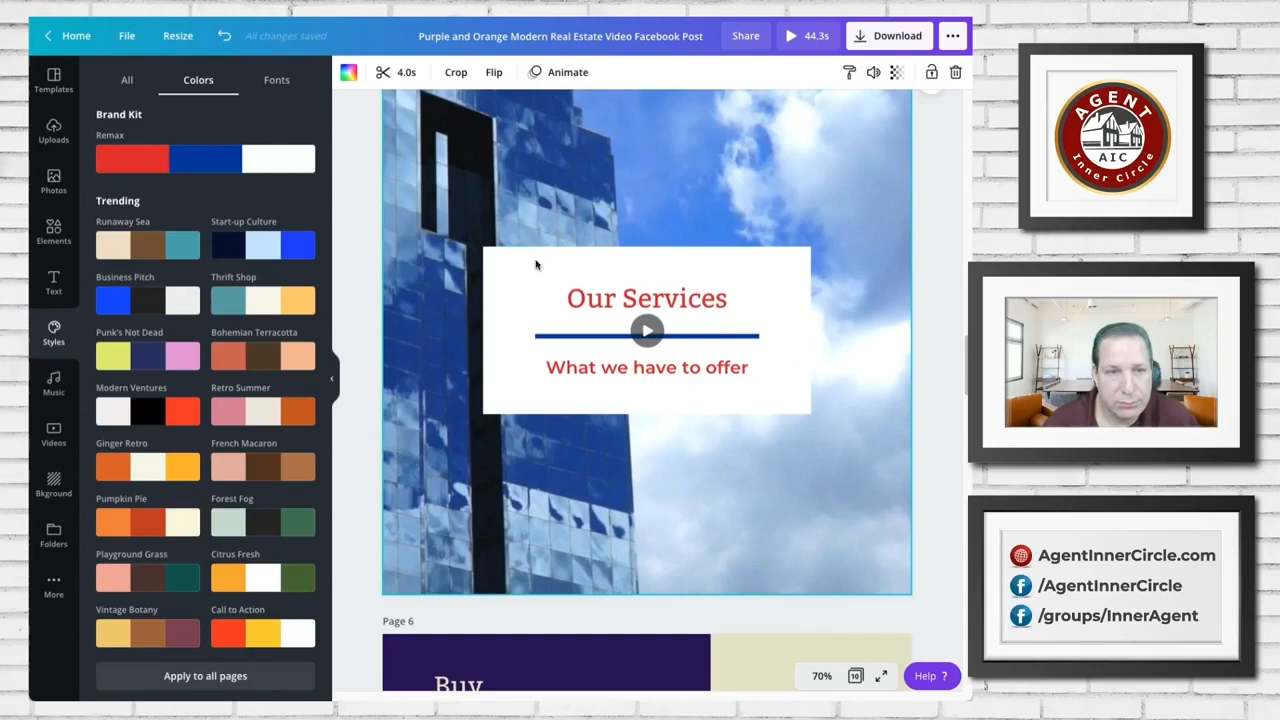 Home
File
Resize
All changes saved
Purple and Orange Modern Real Estate Video Facebook Post
Share
44.3s
Download
Templates
Uploads
Photos
Elements
Text
Styles
Music
Videos
Bkground
Folders
More
All
Colors
Fonts
Brand Kit
Remax
Trending
Runaway Sea
Start-up Culture
Business Pitch
Thrift Shop
Punk's Not Dead
Bohemian Terracotta
Modern Ventures
Retro Summer
Ginger Retro
French Macaron
Pumpkin Pie
Forest Fog
Playground Grass
Citrus Fresh
Vintage Botany
Call to Action
Apply to all pages
4.0s
Crop
Flip
Animate
Our Services
What we have to offer
Page 6
Buy
70%
10
Help ?
AGENT
AIC
Inner Circle
AgentInnerCircle.com
/AgentInnerCircle
/groups/InnerAgent